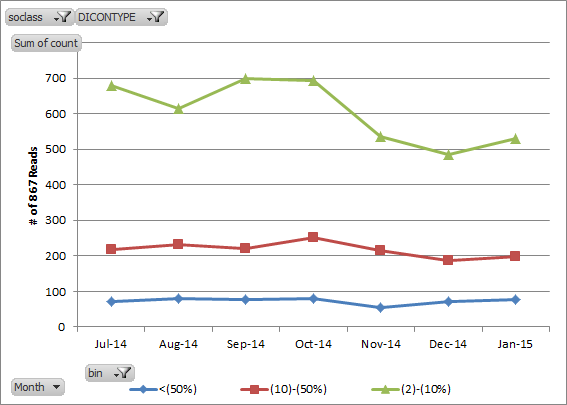 soclass DICONTYPE
Sum of count
700
600
500
400
300
200
100
0
# of 867 Reads
Jul-14 Aug-14 Sep-14 Oct-14 Nov-14 Dec-14 Jan-15
bin
Month
<(50%) (10)-(50%) (2)-(10%)